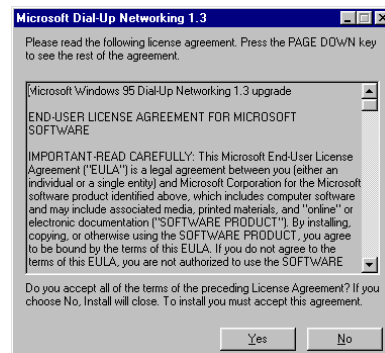 Microsoft Dial-Up Networking 1.3
Please read the following license agreement. Press the PAGE DOWN key
to see the rest of the agreement.
Microsoft Windows 95 Dial-Up Networking 1.3 upgrade
END-USER LICENSE AGREEMENT FOR MICROSOFT
SOFTWARE
IMPORTANT-READ CAREFULLY: This Microsoft End-User License
Agreement ("EULA") is a legal agreement between you (either an
individual or a single entity) and Microsoft Corporation for the Microsoft
software product identified above, which includes computer software
and may include associated media, printed materials, and "online" or
electronic documentation ("SOFTWARE PRODUCT"). By installing,
copying, or otherwise using the SOFTWARE PRODUCT, you agree
to be bound by the terms of this EULA. If you do not agree to the
terms of this EULA, you are not authorized to use the SOFTWARE
Do you accept all of the terms of the preceding License Agreement? If you
choose No, Install will close. To install you must accept this agreement.
Yes No